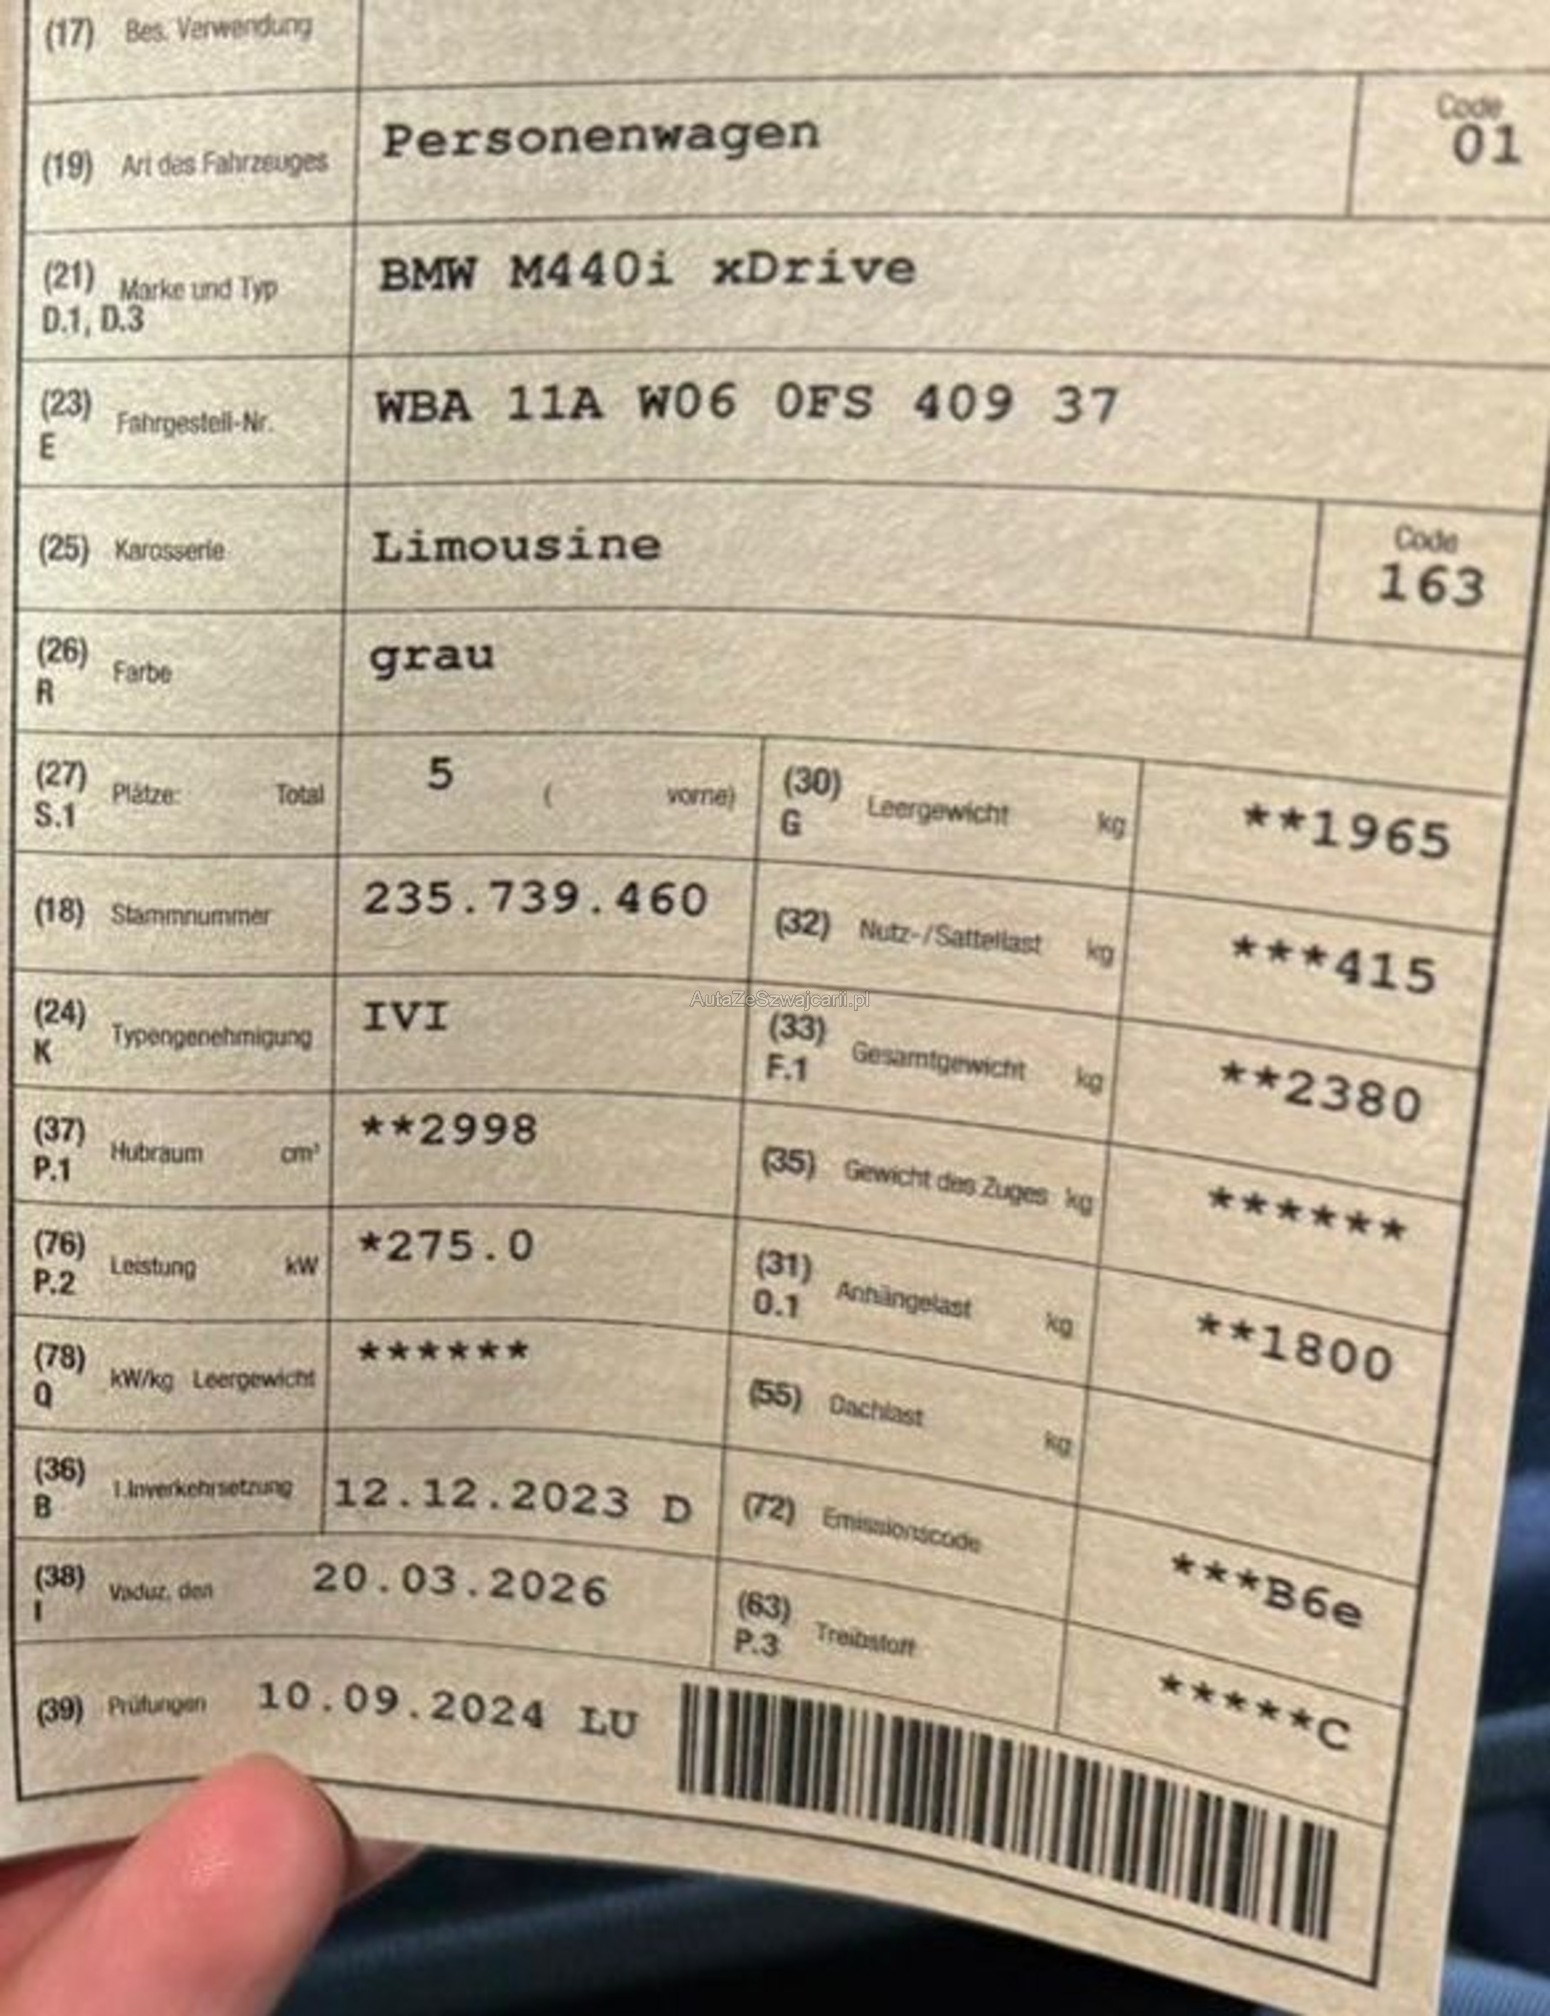 (17) Bes. Verwendung
(19) Art des Fahrzeuges Personenwagen Code 01
(21) D.1, D.3 Marke und Typ BMW M440i xDrive
(23) E Fahrgestell-Nr. WBA 11A W06 0FS 409 37
(25) Karosserie Limousine Code 163
(26) R Farbe grau
(27) S.1 Plätze: Total 5 ( vorne)
(30) G Leergewicht kg **1965
(18) Stammnummer 235.739.460
(32) Nutz-/Sattellast kg ***415
(24) K Typengenehmigung IVI
(33) F.1 Gesamtgewicht kg **2380
(37) P.1 Hubraum cm³ **2998
(35) Gewicht des Zuges kg ******
(76) P.2 Leistung kW *275.0
(31) O.1 Anhängelast kg **1800
(78) Q kW/kg Leergewicht ******
(55) Dachlast kg
(36) B 1.Inverkehrsetzung 12.12.2023 D
(72) Emissionscode ***B6e
(38) I Vaduz, den 20.03.2026
(63) P.3 Treibstoff *****C
(39) Prüfungen 10.09.2024 LU
AutaZeSzwajcarii.pl